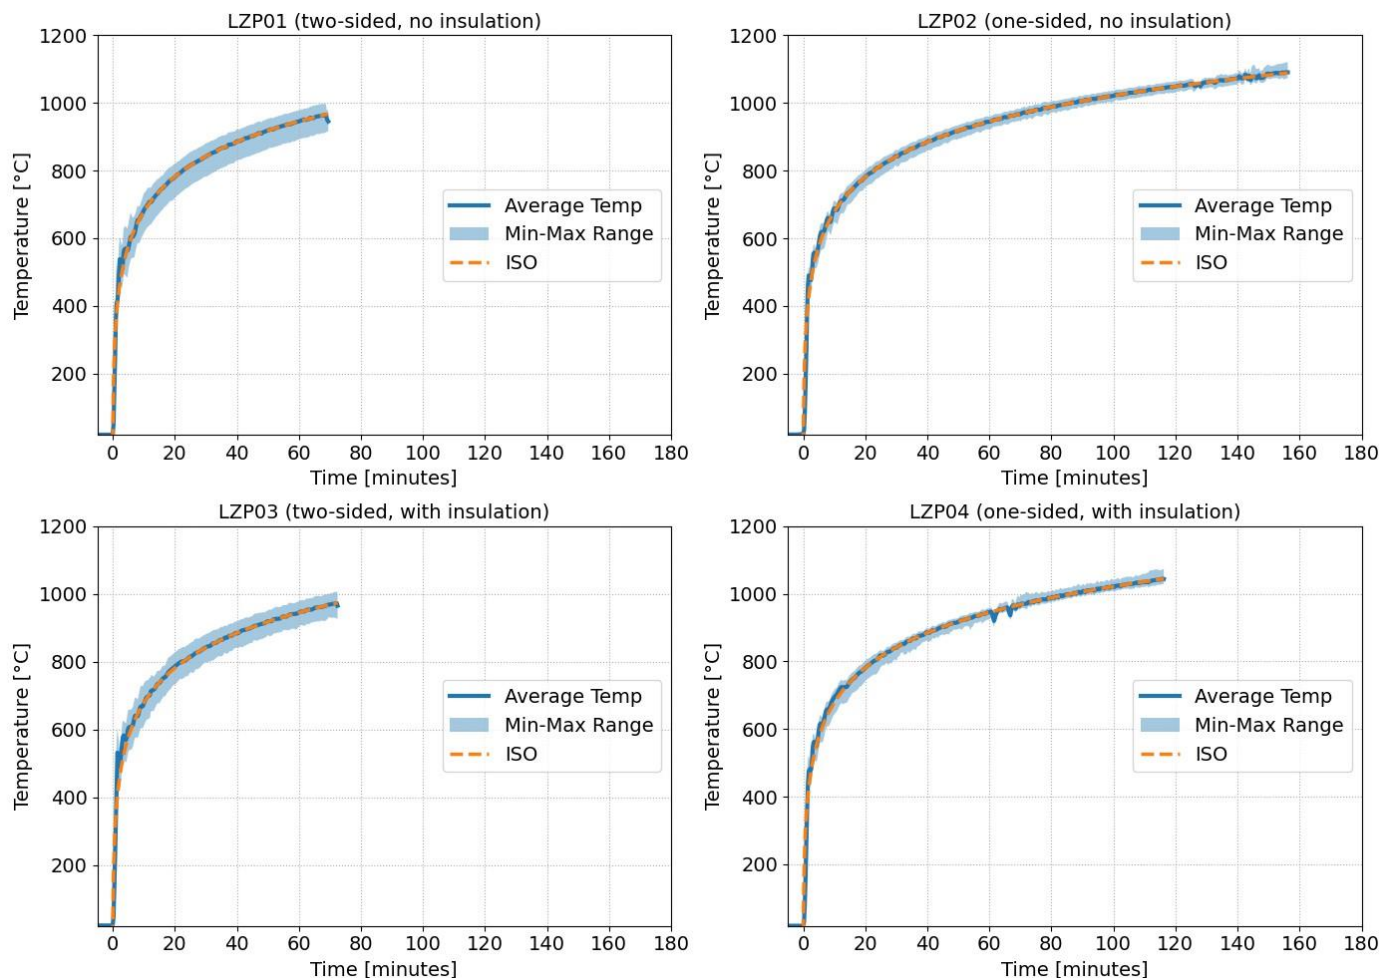 LZP01 (two-sided, no insulation)
1200
1000
800
600
400
200
Temperature [°C]
Average Temp
Min-Max Range
ISO
0 20 40 60 80 100 120 140 160 180
Time [minutes]
LZP02 (one-sided, no insulation)
1200
1000
800
600
400
200
Temperature [°C]
Average Temp
Min-Max Range
ISO
0 20 40 60 80 100 120 140 160 180
Time [minutes]
LZP03 (two-sided, with insulation)
1200
1000
800
600
400
200
Temperature [°C]
Average Temp
Min-Max Range
ISO
0 20 40 60 80 100 120 140 160 180
Time [minutes]
LZP04 (one-sided, with insulation)
1200
1000
800
600
400
200
Temperature [°C]
Average Temp
Min-Max Range
ISO
0 20 40 60 80 100 120 140 160 180
Time [minutes]